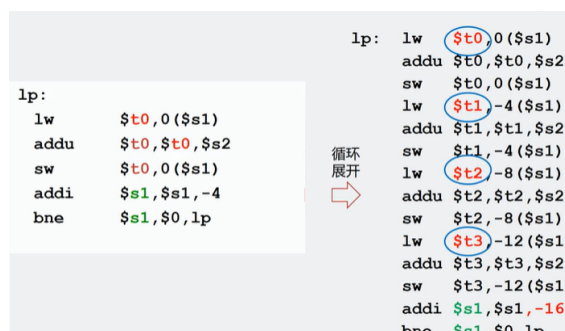 lp:
lw $t0,0($s1)
addu $t0,$t0,$s2
sw $t0,0($s1)
addi $s1,$s1,-4
bne $s1,$0,lp
循环
展开
lp: lw $t0,0($s1)
addu $t0,$t0,$s2
sw $t0,0($s1)
lw $t1,-4($s1)
addu $t1,$t1,$s2
sw $t1,-4($s1)
lw $t2,-8($s1)
addu $t2,$t2,$s2
sw $t2,-8($s1)
lw $t3,-12($s1
addu $t3,$t3,$s2
sw $t3,-12($s1
addi $s1,$s1,-16
bne $s1,$0,lp